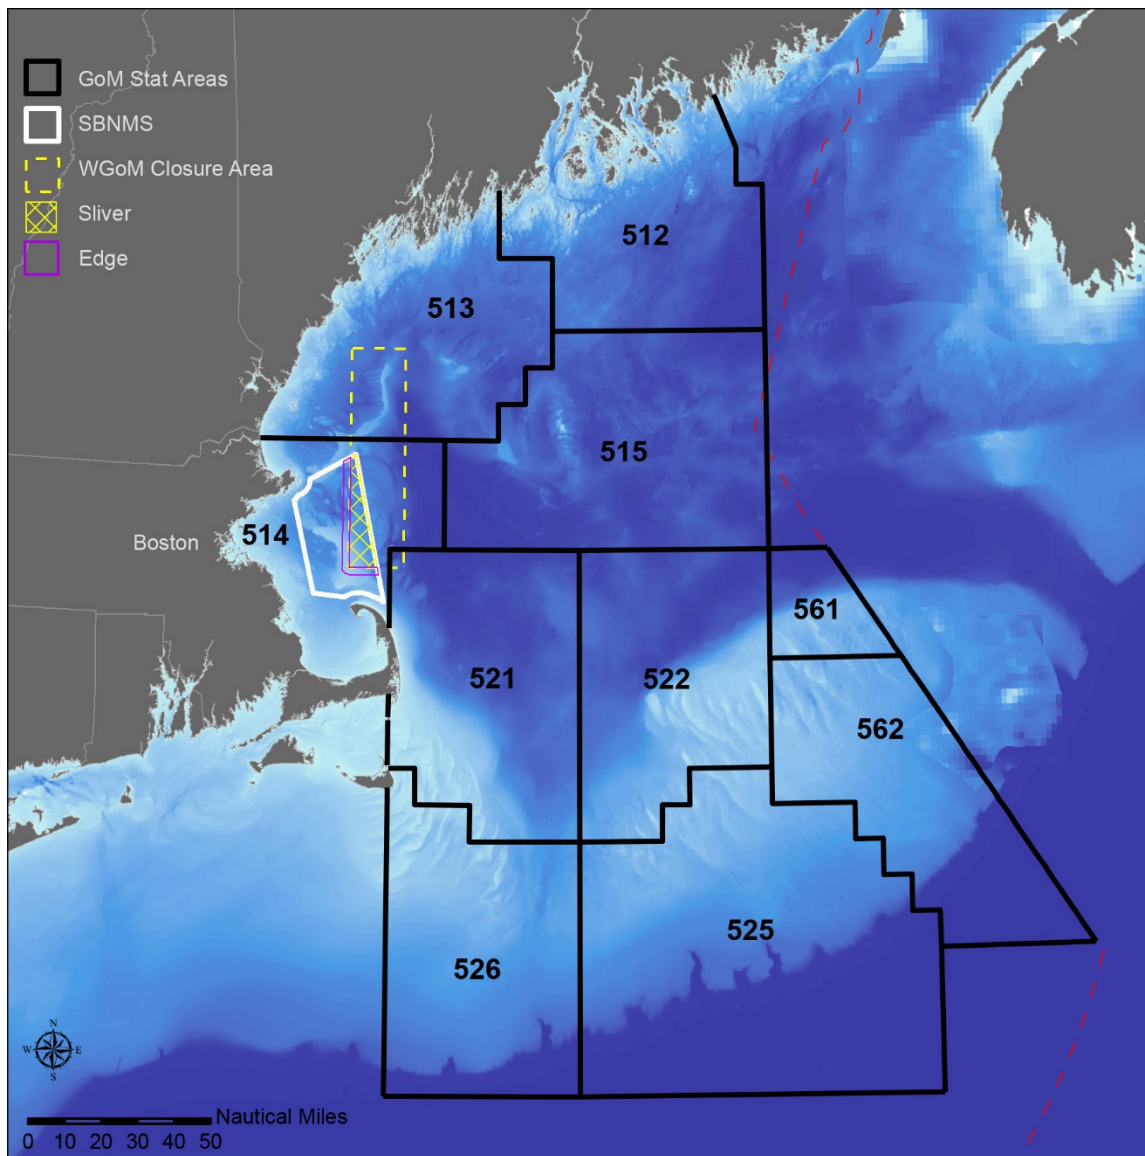 GoM Stat Areas
SBNMS
WGoM Closure Area
Sliver
Edge
512
513
515
514
Boston
561
521
522
562
525
526
N
W E
S
Nautical Miles
0 10 20 30 40 50